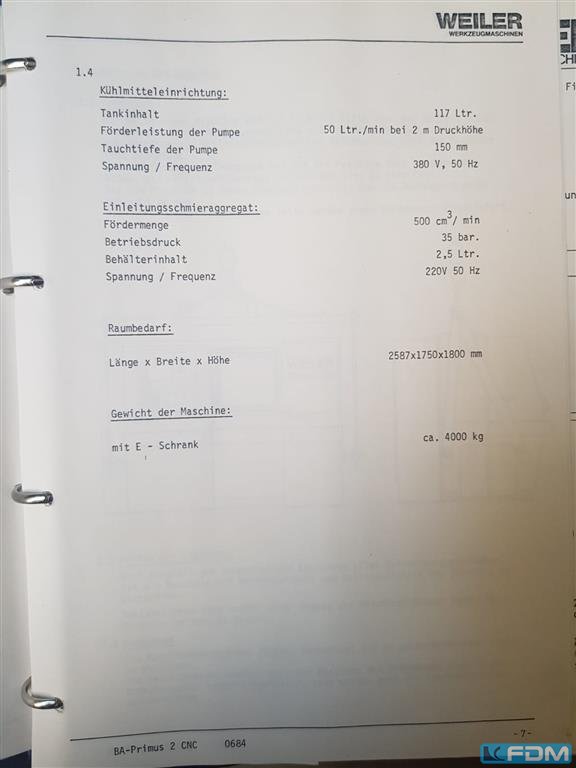 WEILER
WERKZEUGMASCHINEN
1.4
Kühlmitteleinrichtung:
Tankinhalt 117 Ltr.
Förderleistung der Pumpe 50 Ltr./min bei 2 m Druckhöhe
Tauchtiefe der Pumpe 150 mm
Spannung / Frequenz 380 V, 50 Hz
Einleitungsschmieraggregat:
Fördermenge 500 cm³/ min
Betriebsdruck 35 bar.
Behälterinhalt 2,5 Ltr.
Spannung / Frequenz 220V 50 Hz
Raumbedarf:
Länge x Breite x Höhe 2587x1750x1800 mm
Gewicht der Maschine:
mit E - Schrank ca. 4000 kg
BA-Primus 2 CNC 0684
-7-
FDM